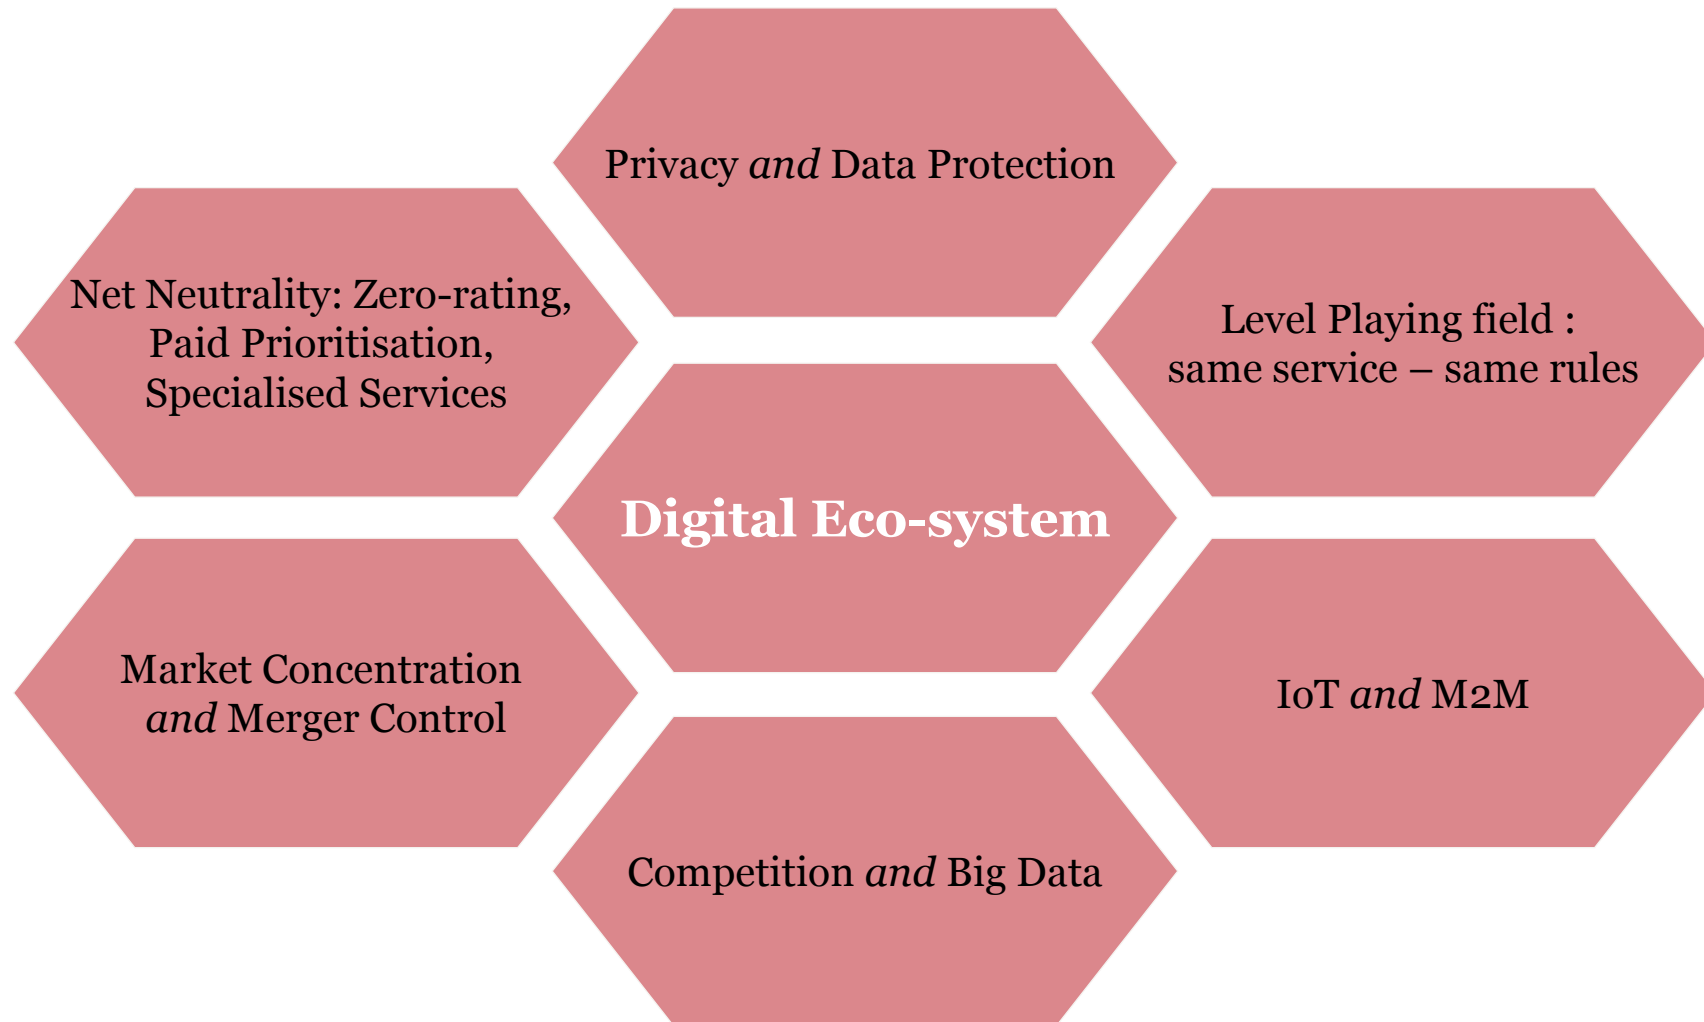 Privacy and Data Protection
Net Neutrality: Zero-rating,
Paid Prioritisation,
Specialised Services
Level Playing field :
same service – same rules
Digital Eco-system
Market Concentration
and Merger Control
IoT and M2M
Competition and Big Data